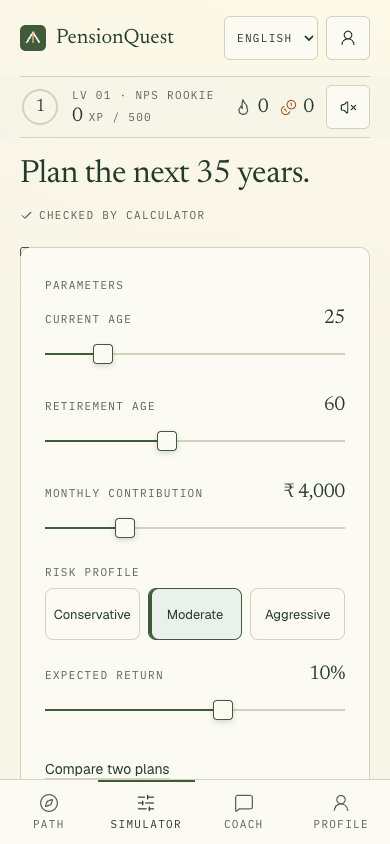 PensionQuest
ENGLISH
1
LV 01 · NPS ROOKIE
0 XP / 500
0
0
Plan the next 35 years.
CHECKED BY CALCULATOR
PARAMETERS
CURRENT AGE 25
RETIREMENT AGE 60
MONTHLY CONTRIBUTION ₹ 4,000
RISK PROFILE
Conservative Moderate Aggressive
EXPECTED RETURN 10%
Compare two plans
PATH SIMULATOR COACH PROFILE